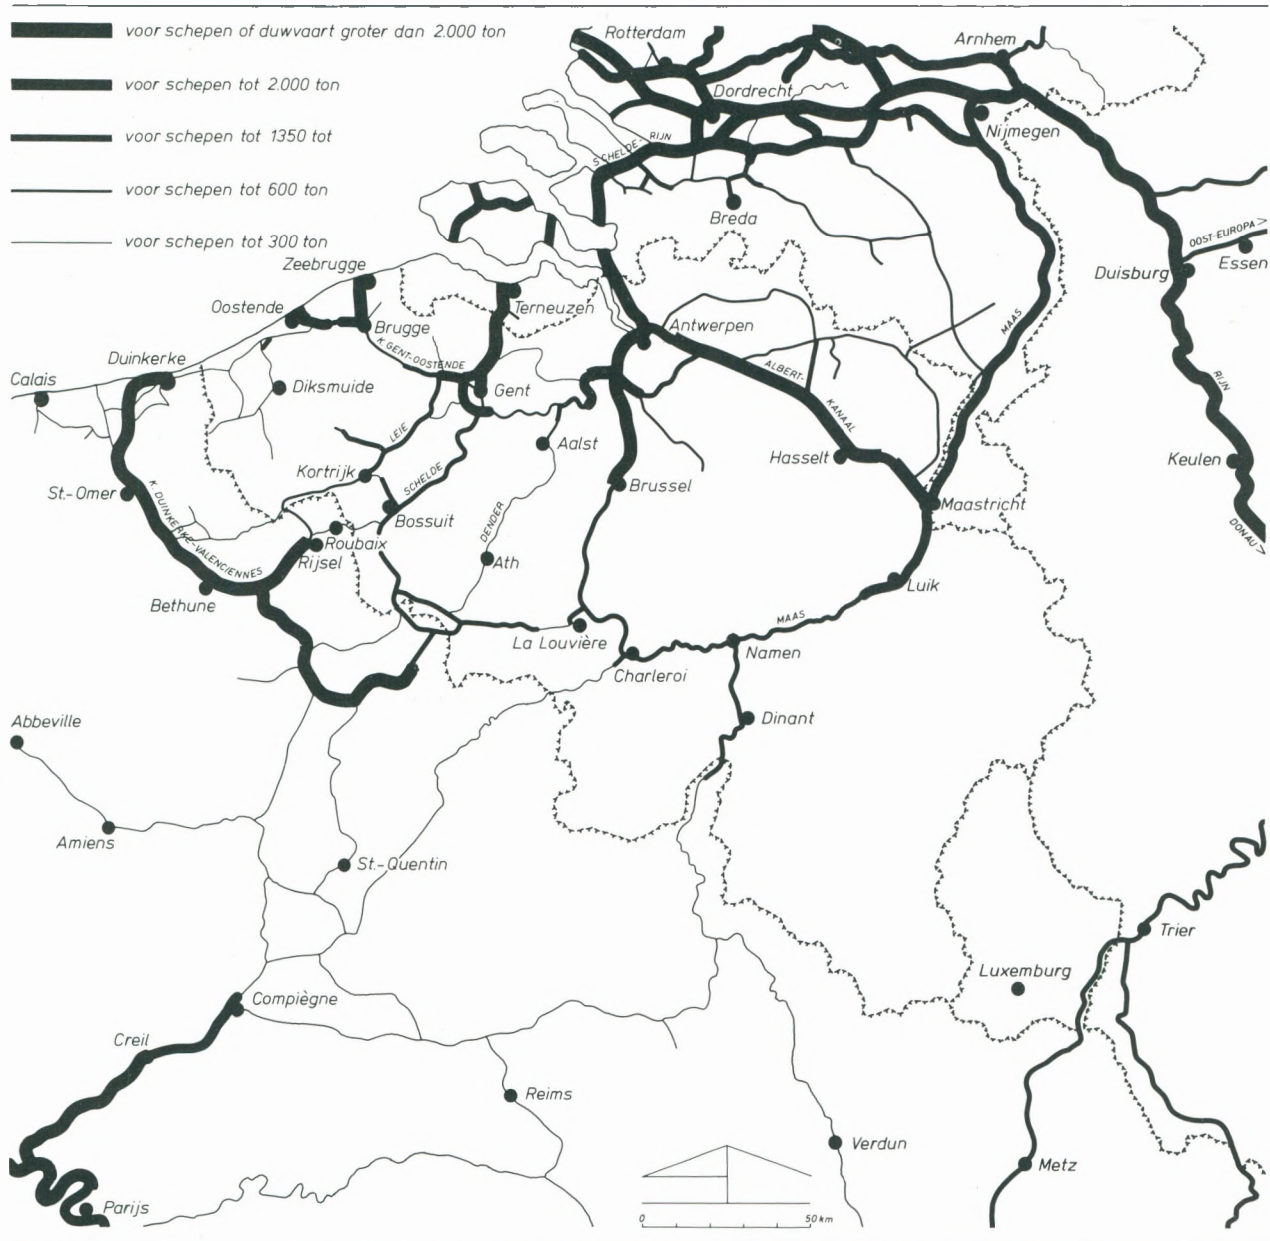 voor schepen of duwvaart groter dan 2.000 ton
voor schepen tot 2.000 ton
voor schepen tot 1350 tot
voor schepen tot 600 ton
voor schepen tot 300 ton
Rotterdam
Arnhem
Dordrecht
Nijmegen
SCHELDE-RIJN
Breda
OOST-EUROPA >
Essen
Duisburg
Zeebrugge
Oostende
Brugge
Terneuzen
Antwerpen
MAAS
K. GENT-OOSTENDE
Duinkerke
Calais
Diksmuide
Gent
ALBERT-KANAAL
RIJN
LEIE
Aalst
Hasselt
Keulen
Kortrijk
SCHELDE
St.-Omer
Brussel
Maastricht
K. DUINKERKE-VALENCIENNES
Bossuit
DENDER
DONAU >
Roubaix
Rijsel
Ath
Bethune
Luik
MAAS
La Louvière
Namen
Charleroi
Abbeville
Dinant
Amiens
St.-Quentin
Trier
Luxemburg
Compiègne
Creil
Reims
Verdun
Metz
Parijs
0 50 km